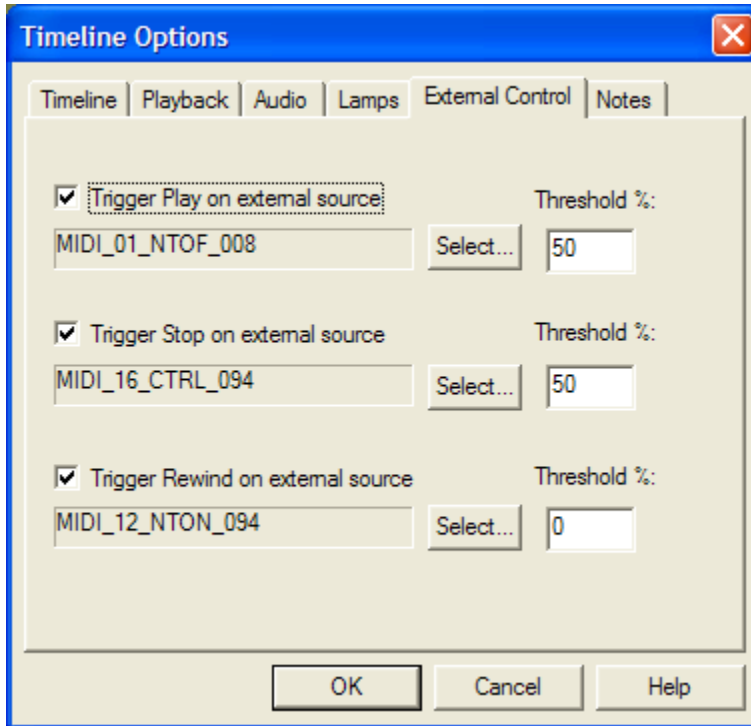 Timeline Options
Timeline Playback Audio Lamps External Control Notes
Trigger Play on external source Threshold %:
MIDI_01_NTOF_008 Select... 50
Trigger Stop on external source Threshold %:
MIDI_16_CTRL_094 Select... 50
Trigger Rewind on external source Threshold %:
MIDI_12_NTON_094 Select... 0
OK Cancel Help